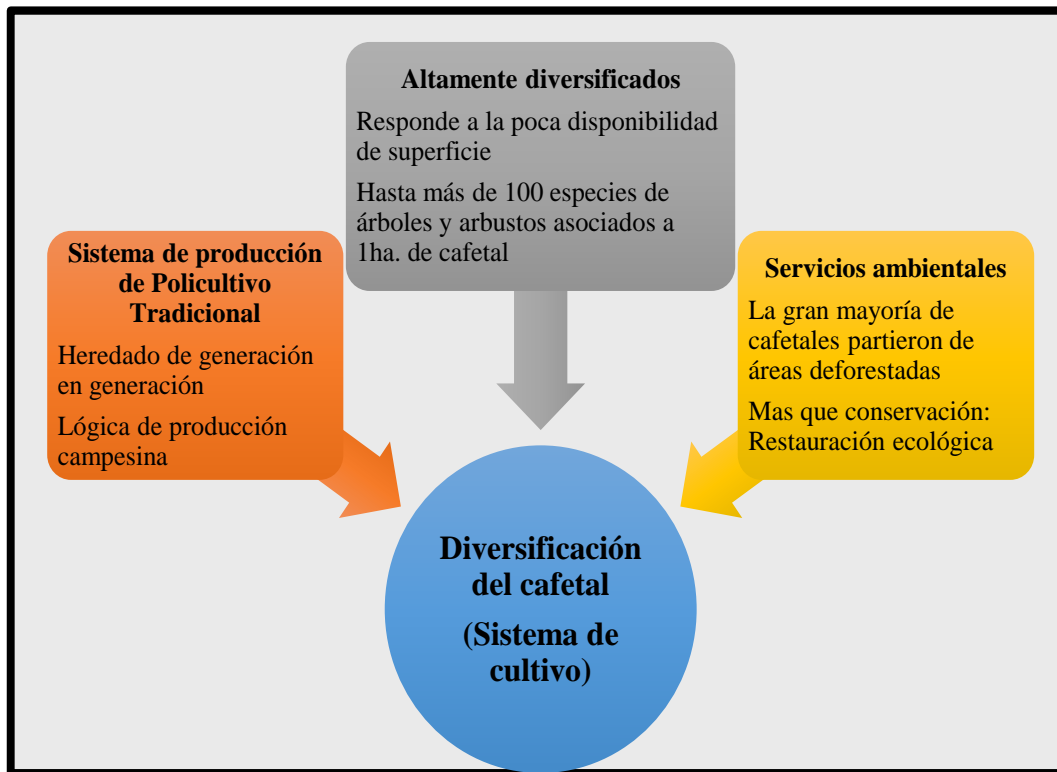 Altamente diversificados
Responde a la poca disponibilidad
de superficie
Hasta más de 100 especies de
árboles y arbustos asociados a
1ha. de cafetal
Sistema de producción
de Policultivo
Tradicional
Heredado de generación
en generación
Lógica de producción
campesina
Servicios ambientales
La gran mayoría de
cafetales partieron de
áreas deforestadas
Mas que conservación:
Restauración ecológica
Diversificación
del cafetal
(Sistema de
cultivo)